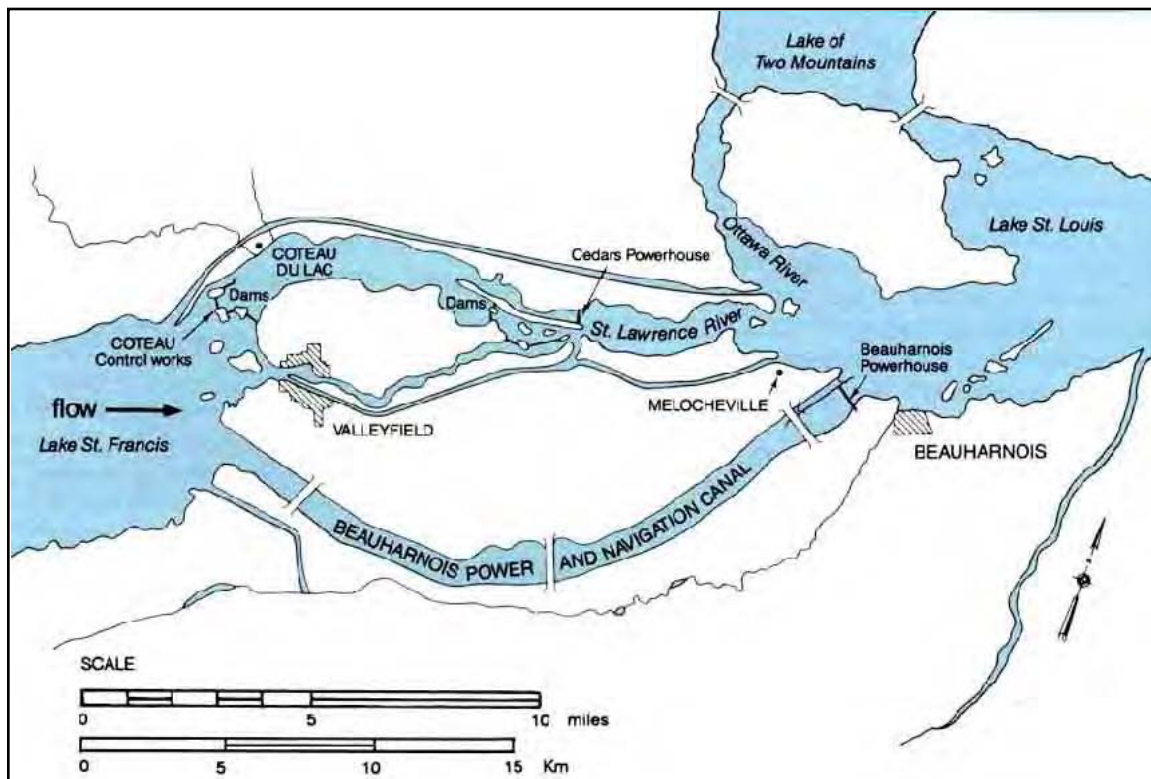 Lake of
Two Mountains
Lake St. Louis
Ottawa River
Cedars Powerhouse
COTEAU
DU LAC
Dams
Dams
St. Lawrence River
COTEAU
Control works
Beauharnois
Powerhouse
flow
MELOCHEVILLE
VALLEYFIELD
Lake St. Francis
BEAUHARNOIS
BEAUHARNOIS POWER AND NAVIGATION CANAL
SCALE
0 5 10 miles
0 5 10 15 Km